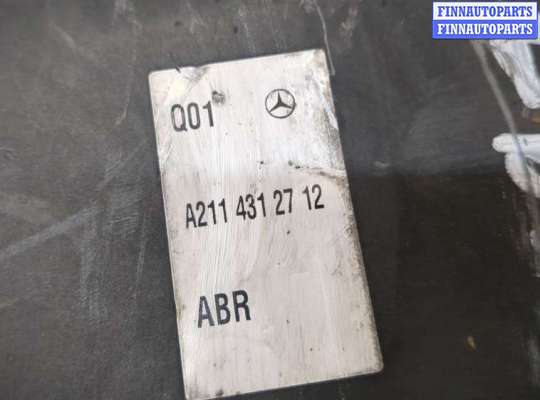 FINNAUTOPARTS
FINNAUTOPARTS
Q01
A211 431 27 12
ABR